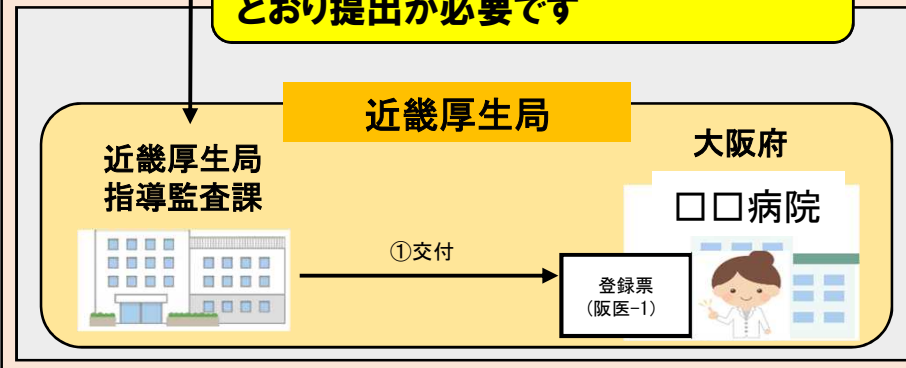 とおり提出が必要です
近畿厚生局
近畿厚生局
指導監査課
大阪府
□□病院
①交付
登録票
(阪医-1)